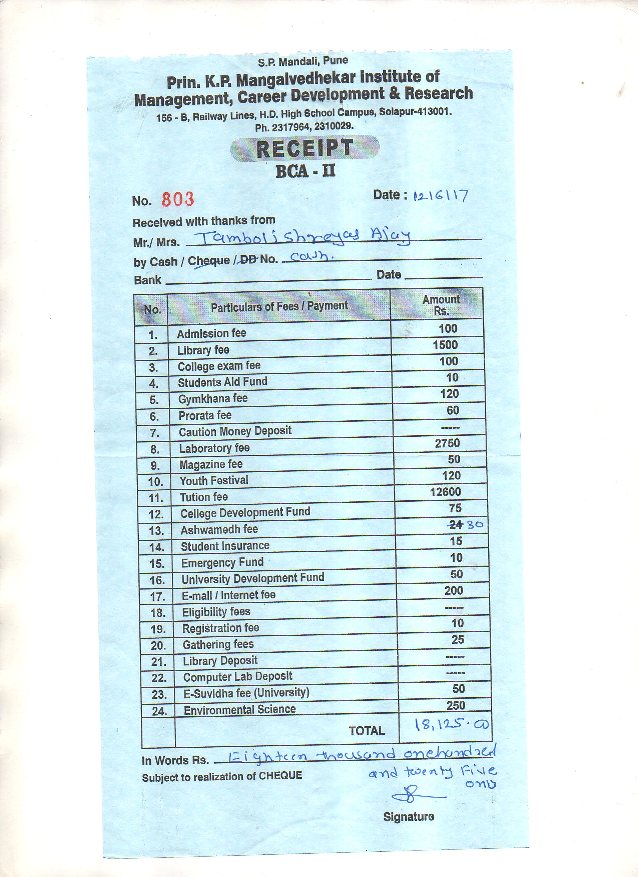 S.P. Mandali, Pune
Prin. K.P. Mangalvedhekar Institute of
Management, Career Development & Research
156 - B, Railway Lines, H.D. High School Campus, Solapur-413001.
Ph. 2317964, 2310029.
RECEIPT
BCA - II
No. 803 Date : 12/6/17
Received with thanks from
Mr./ Mrs. Tamboli Shreyas Ajay
by Cash / Cheque / DD No. cash.
Bank Date
No. Particulars of Fees / Payment Amount Rs.
1. Admission fee 100
2. Library fee 1500
3. College exam fee 100
4. Students Aid Fund 10
5. Gymkhana fee 120
6. Prorata fee 60
7. Caution Money Deposit -----
8. Laboratory fee 2750
9. Magazine fee 50
10. Youth Festival 120
11. Tution fee 12600
12. College Development Fund 75
13. Ashwamedh fee 24 30
14. Student Insurance 15
15. Emergency Fund 10
16. University Development Fund 50
17. E-mail / Internet fee 200
18. Eligibility fees -----
19. Registration fee 10
20. Gathering fees 25
21. Library Deposit -----
22. Computer Lab Deposit -----
23. E-Suvidha fee (University) 50
24. Environmental Science 250
TOTAL 18,125.00
In Words Rs. Eighteen thousand onehundred
Subject to realization of CHEQUE and twenty Five
only
Signature